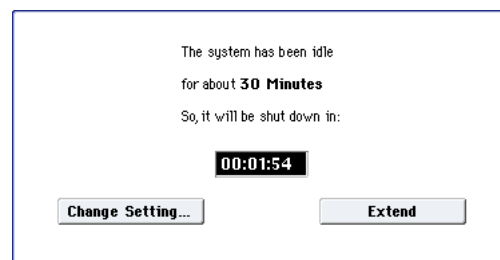 The system has been idle
for about 30 Minutes
So, it will be shut down in:
00:01:54
Change Setting... Extend